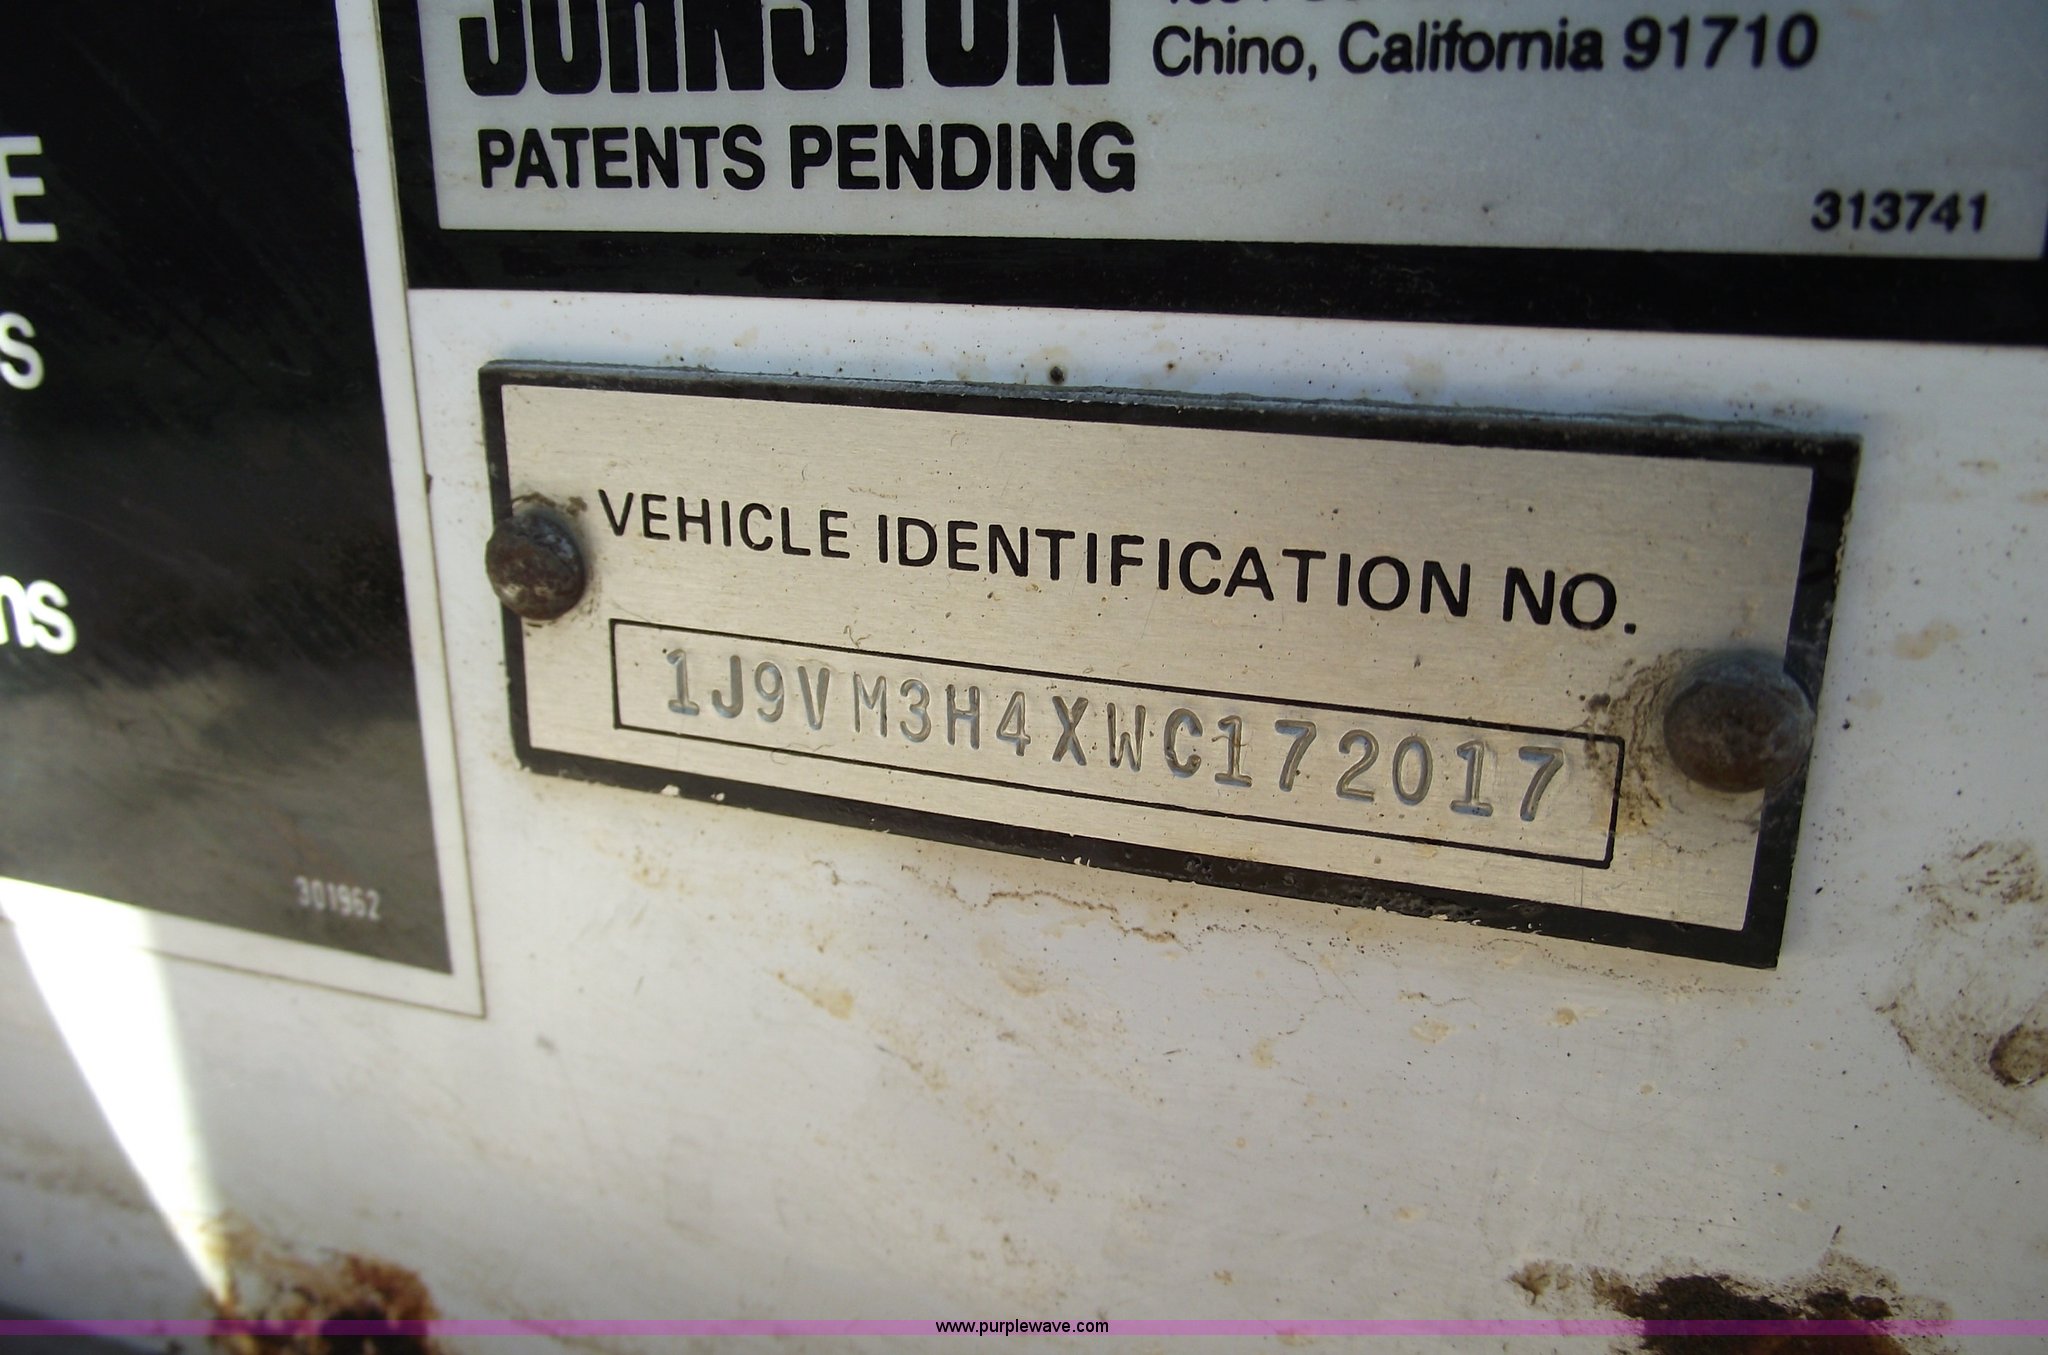 JOHNSTON
Chino, California 91710
PATENTS PENDING
313741
E
S
ns
301962
VEHICLE IDENTIFICATION NO.
1J9VM3H4XWC172017
www.purplewave.com